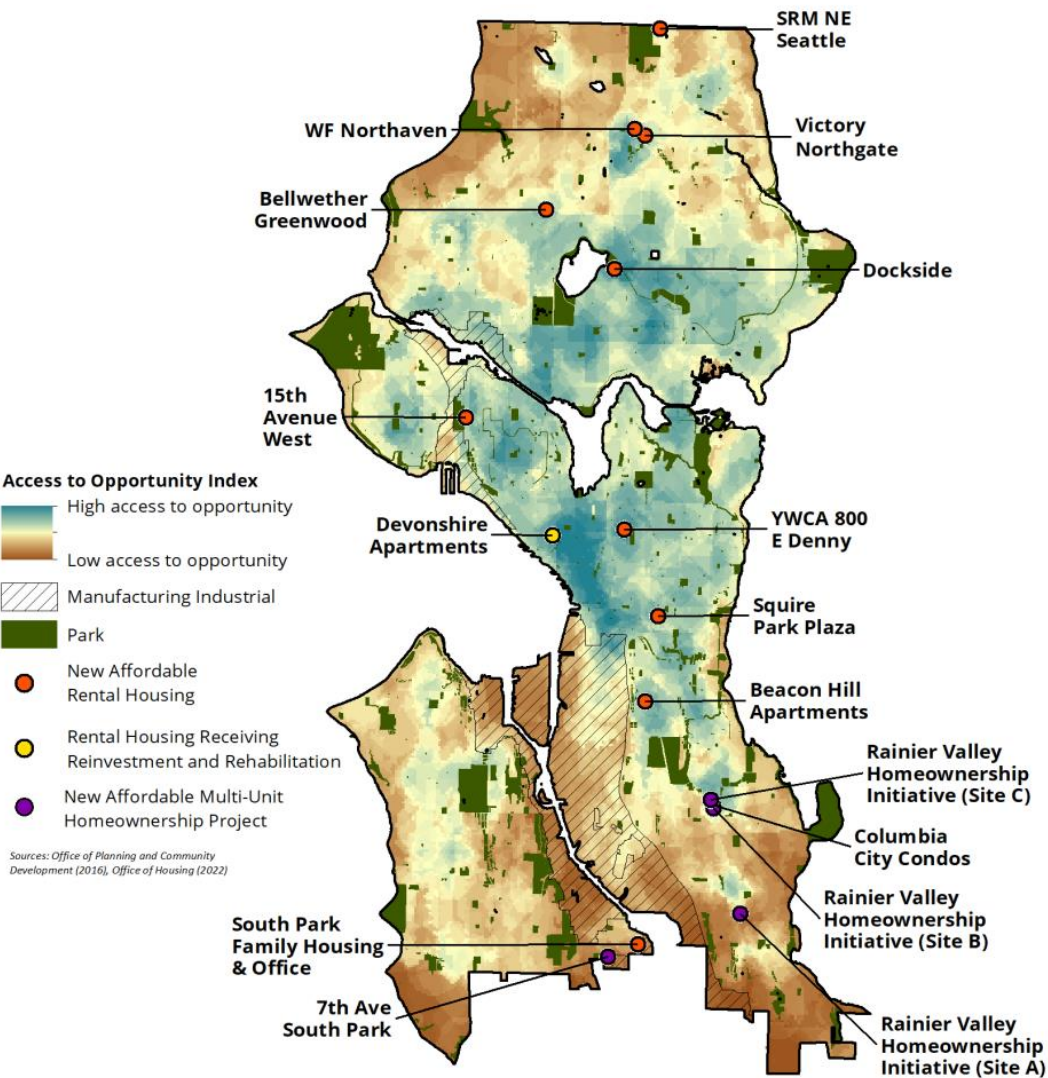 SRM NE
Seattle
WF Northaven
Victory
Northgate
Bellwether
Greenwood
Dockside
15th
Avenue
West
Access to Opportunity Index
High access to opportunity
Low access to opportunity
Manufacturing Industrial
Park
New Affordable
Rental Housing
Rental Housing Receiving
Reinvestment and Rehabilitation
New Affordable Multi-Unit
Homeownership Project
Sources: Office of Planning and Community
Development (2016), Office of Housing (2022)
Devonshire
Apartments
YWCA 800
E Denny
Squire
Park Plaza
Beacon Hill
Apartments
Rainier Valley
Homeownership
Initiative (Site C)
Columbia
City Condos
Rainier Valley
Homeownership
Initiative (Site B)
South Park
Family Housing
& Office
7th Ave
South Park
Rainier Valley
Homeownership
Initiative (Site A)